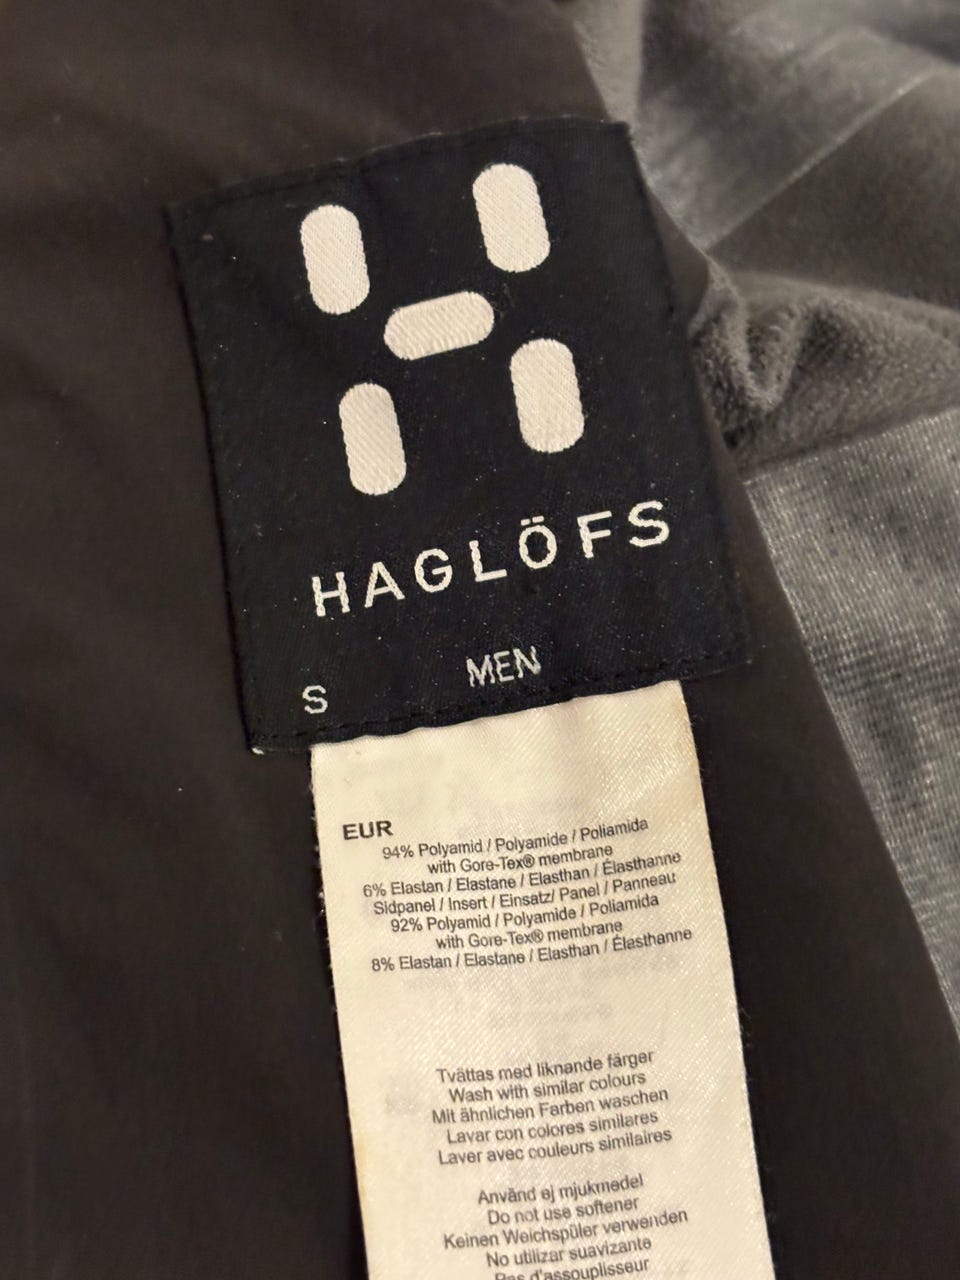 HAGLÖFS
S MEN
EUR
94% Polyamid / Polyamide / Poliamida
with Gore-Tex® membrane
6% Elastan / Elastane / Elasthan / Élasthanne
Sidpanel / Insert / Einsatz/ Panel / Panneau
92% Polyamid / Polyamide / Poliamida
with Gore-Tex® membrane
8% Elastan / Elastane / Elasthan / Élasthanne
Tvättas med liknande färger
Wash with similar colours
Mit ähnlichen Farben waschen
Lavar con colores similares
Laver avec couleurs similaires
Använd ej mjukmedel
Do not use softener
Keinen Weichspüler verwenden
No utilizar suavizante
Pas d'assouplisseur